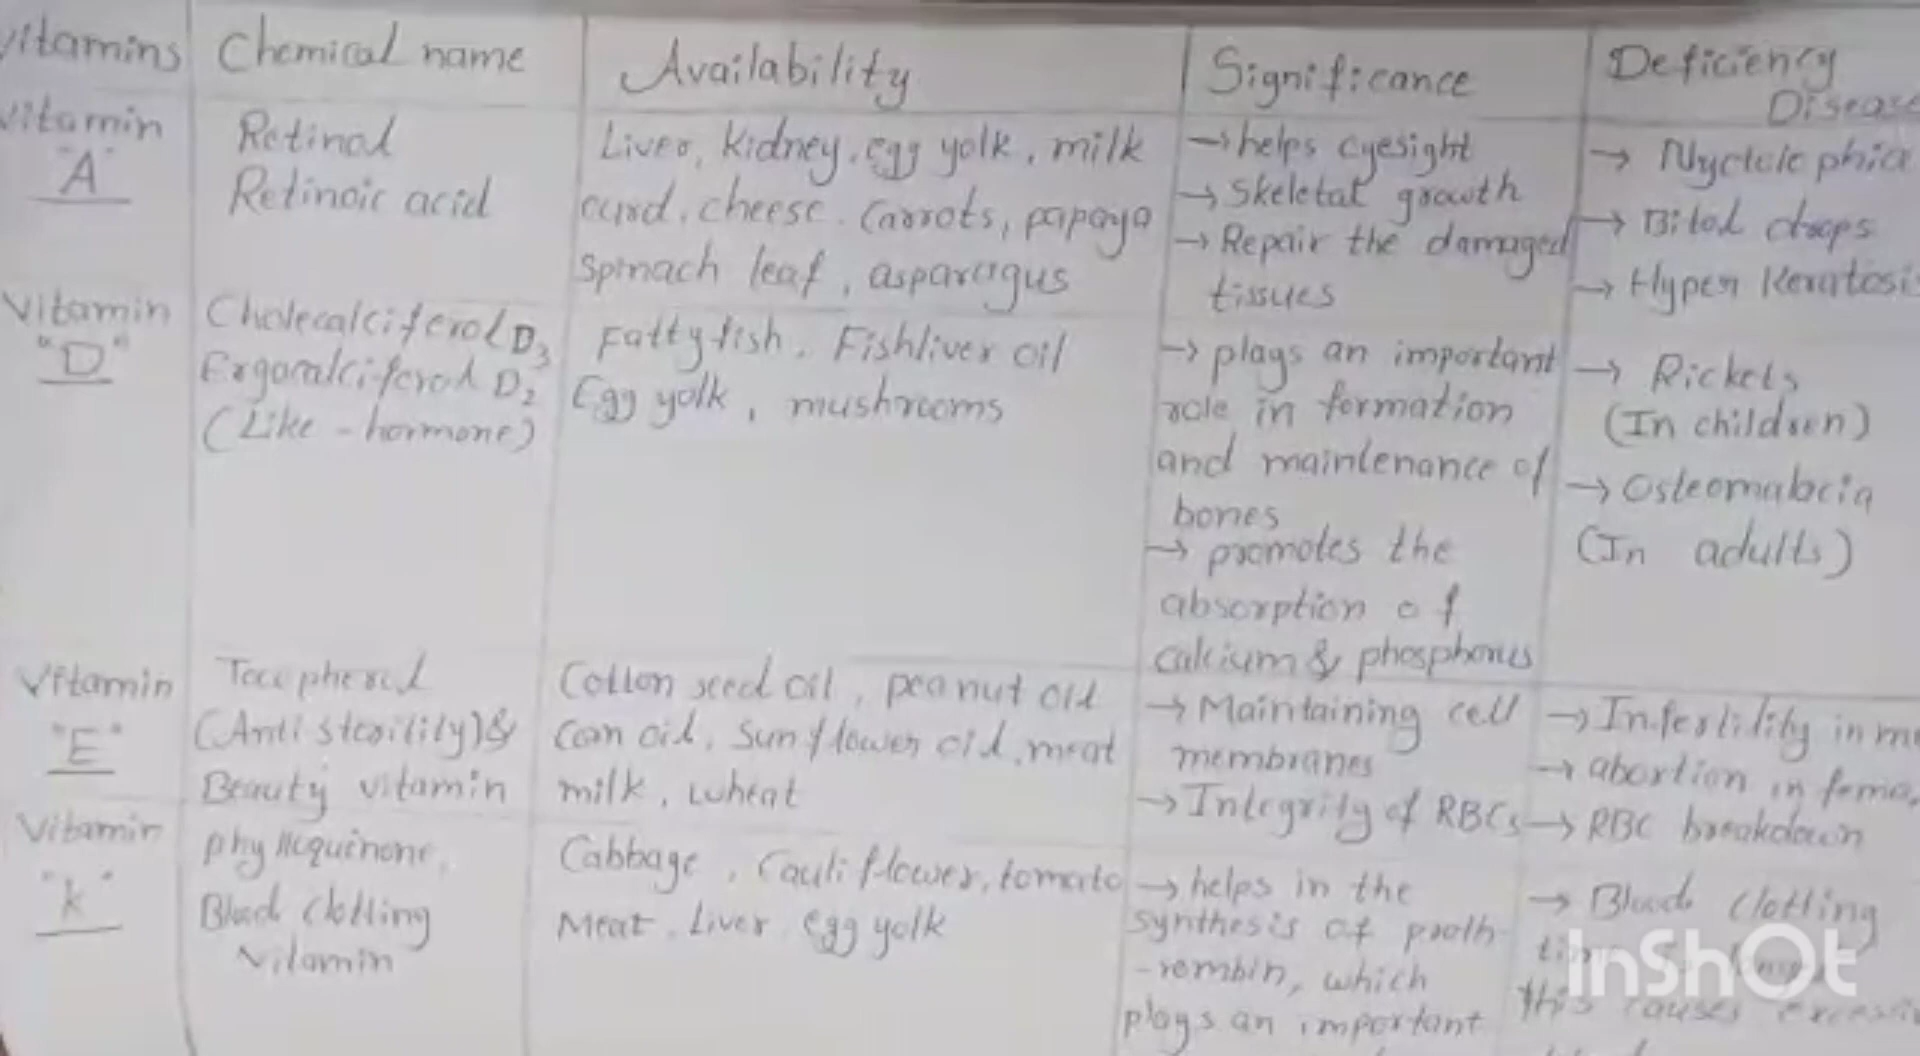 Vitamins | Chemical name | Availability | Significance | Deficiency
Disease
Vitamin "A" | Retinal
Retinoic acid | Liver, Kidney, egg yolk, milk
curd, cheese, Carrots, papaya
Spinach leaf, asparagus | → helps eyesight
→ Skeletal growth
→ Repair the damaged
tissues | → 
→ Bitot drops
→ Hyper Keratosis
Vitamin "D" | Cholecalciferol D3
D2
(Like - hormone) | Fatty fish, Fishliver oil
Egg yolk, mushrooms | → plays an important
role in formation
and maintenance of
bones
→ promotes the
absorption of
calcium & phosphorus | → Rickets
(In children)
→
(In adults)
Vitamin "E" | Tocopherol
(Anti sterility) &
Beauty vitamin | Cotton seed oil, peanut oil
Corn oil, Sunflower oil, meat
milk, wheat | → Maintaining cell
membranes
→ Integrity of RBCs | → Infertility in
→ abortion in
→ RBC breakdown
Vitamin "K" |
Blood Clotting
Vitamin | Cabbage, Cauliflower, tomato
Meat, Liver, egg yolk | → helps in the
synthesis of proth
-rombin, which
plays an important | → Blood clotting
this causes
InShOt